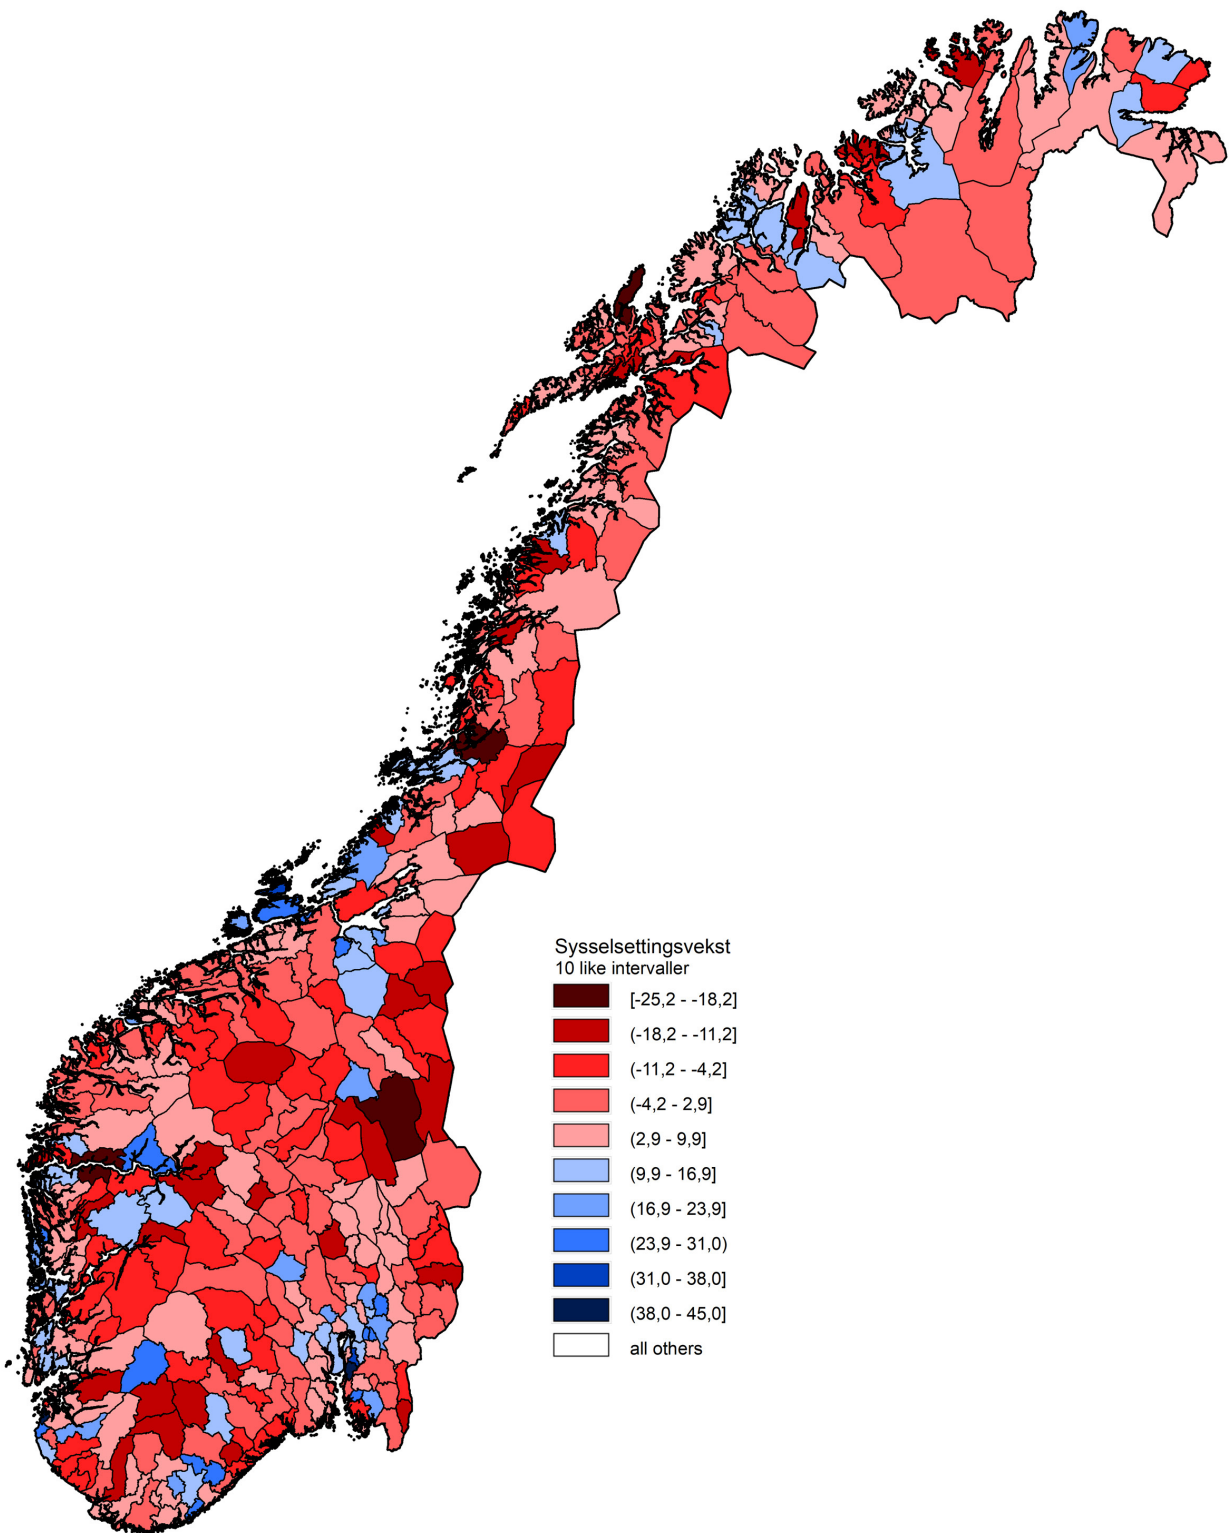 Sysselsettingsvekst
10 like intervaller
[-25,2 - -18,2]
(-18,2 - -11,2]
(-11,2 - -4,2]
(-4,2 - 2,9]
(2,9 - 9,9]
(9,9 - 16,9]
(16,9 - 23,9]
(23,9 - 31,0)
(31,0 - 38,0]
(38,0 - 45,0]
all others